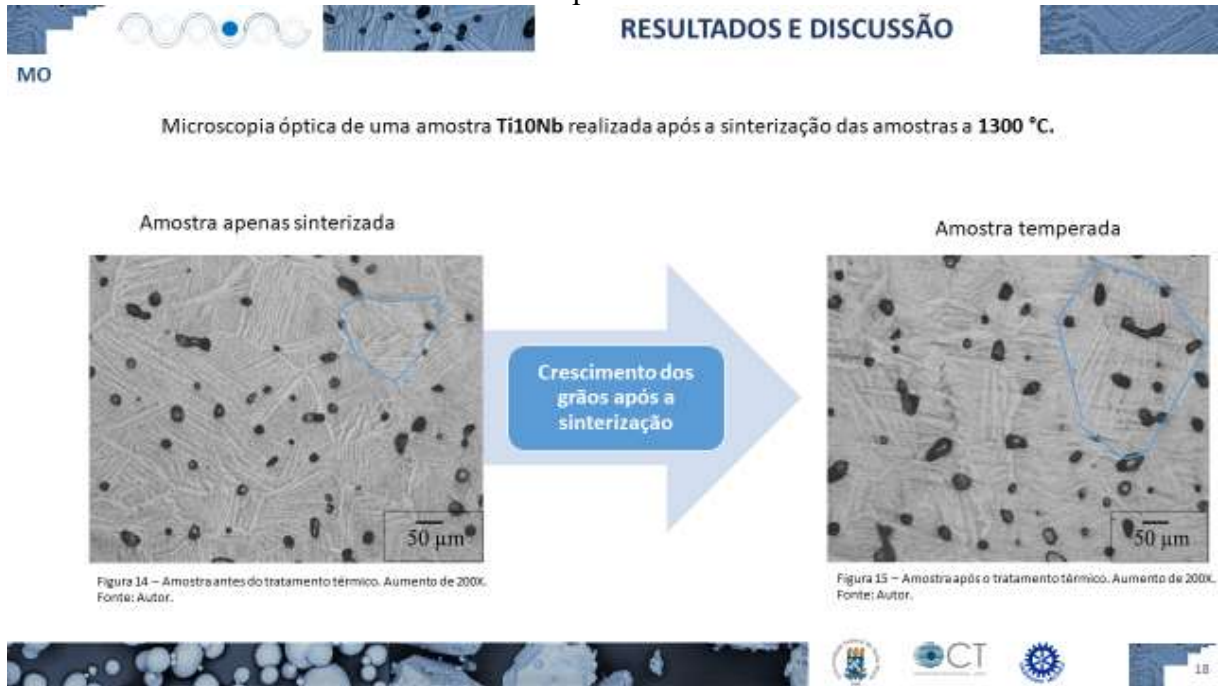 RESULTADOS E DISCUSSÃO
MO
Microscopia óptica de uma amostra Ti10Nb realizada após a sinterização das amostras a 1300 °C.
Amostra apenas sinterizada
Amostra temperada
Crescimento dos
grãos após a
sinterização
50 µm
50 µm
Figura 14 – Amostra antes do tratamento térmico. Aumento de 200X.
Fonte: Autor.
Figura 15 – Amostra após o tratamento térmico. Aumento de 200X.
Fonte: Autor.
CT
18